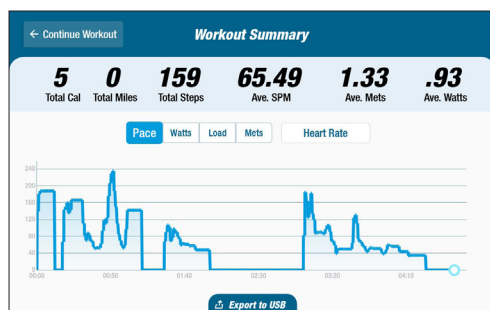 ← Continue Workout
Workout Summary
5 0 159 65.49 1.33 .93
Total Cal Total Miles Total Steps Ave. SPM Ave. Mets Ave. Watts
Pace Watts Load Mets Heart Rate
240
200
160
120
80
40
0
00:00 00:50 01:40 02:30 03:20 04:10
Export to USB